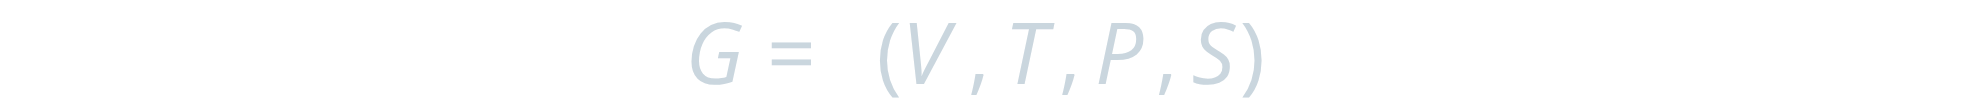 G = (V, T, P, S)